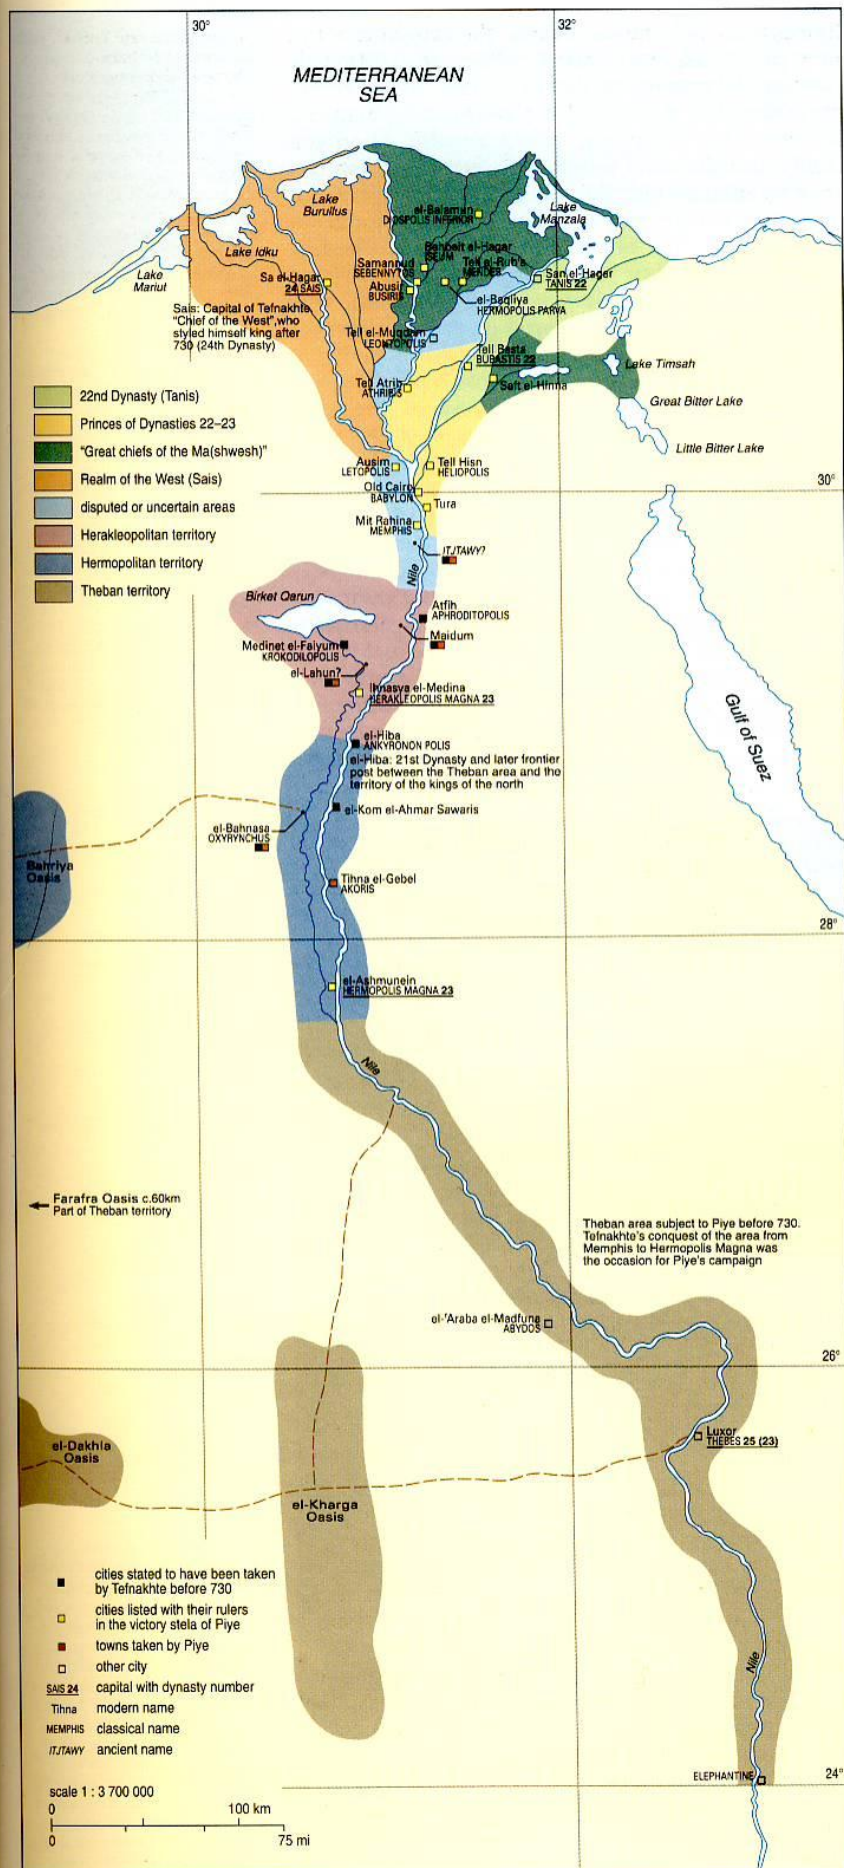 30°
32°
MEDITERRANEAN
SEA
Lake
Burullus
el-Balamun
DIOSPOLIS INFERIOR
Lake
Manzala
Lake Idku
Behbeit el-Hagar
ISEUM
Lake
Mariut
Samannud
SEBENNYTOS
Tell el-Rub'a
MENDES
Sa el-Hagar
24 SAIS
Abusir
BUSIRIS
San el-Hagar
TANIS 22
el-Baqliya
HERMOPOLIS PARVA
Sais: Capital of Tefnakhte,
"Chief of the West", who
styled himself king after
730 (24th Dynasty)
Tell el-Muqdam
LEONTOPOLIS
Tell Basta
BUBASTIS 22
Lake Timsah
Tell Atrib
ATHRIBIS
Saft el-Hinna
Great Bitter Lake
Little Bitter Lake
22nd Dynasty (Tanis)
Princes of Dynasties 22–23
"Great chiefs of the Ma(shwesh)"
Realm of the West (Sais)
disputed or uncertain areas
Herakleopolitan territory
Hermopolitan territory
Theban territory
Ausim
LETOPOLIS
Tell Hisn
HELIOPOLIS
30°
Old Cairo
BABYLON
Tura
Mit Rahina
MEMPHIS
ITJTAWY?
Nile
Birket Qarun
Atfih
APHRODITOPOLIS
Maidum
Medinet el-Faiyum
KROKODILOPOLIS
el-Lahun?
Ihnasya el-Medina
HERAKLEOPOLIS MAGNA 23
Gulf of Suez
el-Hiba
ANKYRONON POLIS
el-Hiba: 21st Dynasty and later frontier
post between the Theban area and the
territory of the kings of the north
el-Kom el-Ahmar Sawaris
el-Bahnasa
OXYRYNCHUS
Bahriya
Oasis
Tihna el-Gebel
AKORIS
28°
el-Ashmunein
HERMOPOLIS MAGNA 23
Nile
Farafra Oasis c.60km
Part of Theban territory
Theban area subject to Piye before 730.
Tefnakhte's conquest of the area from
Memphis to Hermopolis Magna was
the occasion for Piye's campaign
el-'Araba el-Madfuna
ABYDOS
26°
Luxor
THEBES 25 (23)
el-Dakhla
Oasis
el-Kharga
Oasis
cities stated to have been taken
by Tefnakhte before 730
cities listed with their rulers
in the victory stela of Piye
towns taken by Piye
other city
SAIS 24 capital with dynasty number
Tihna modern name
MEMPHIS classical name
ITJTAWY ancient name
Nile
ELEPHANTINE
24°
scale 1 : 3 700 000
0 100 km
0 75 mi